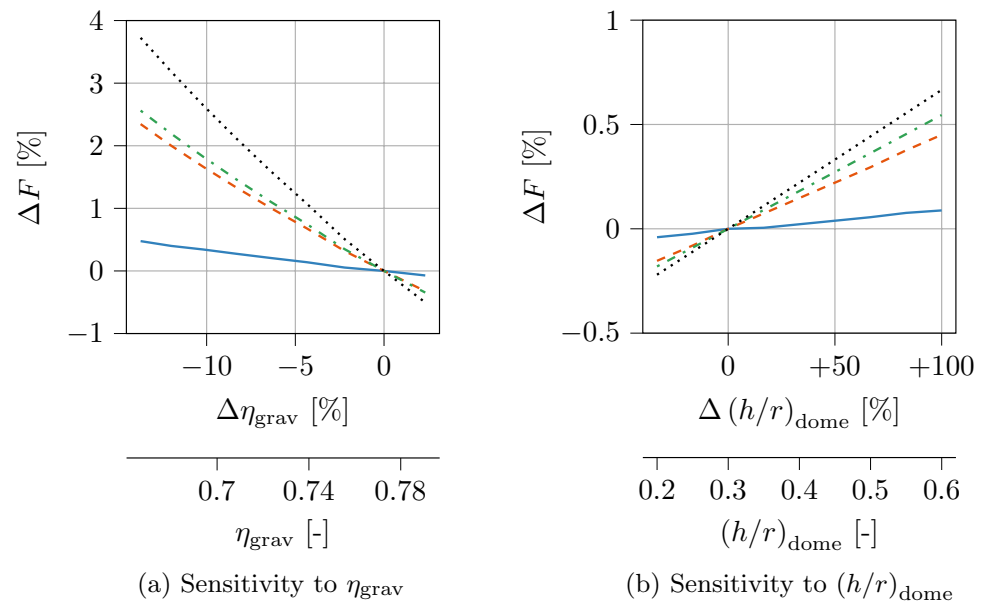 4
3
2
1
0
−1
ΔF [%]
−10 −5 0
Δη_grav [%]
0.7 0.74 0.78
η_grav [-]
(a) Sensitivity to η_grav
1
0.5
0
−0.5
ΔF [%]
0 +50 +100
Δ (h/r)_dome [%]
0.2 0.3 0.4 0.5 0.6
(h/r)_dome [-]
(b) Sensitivity to (h/r)_dome